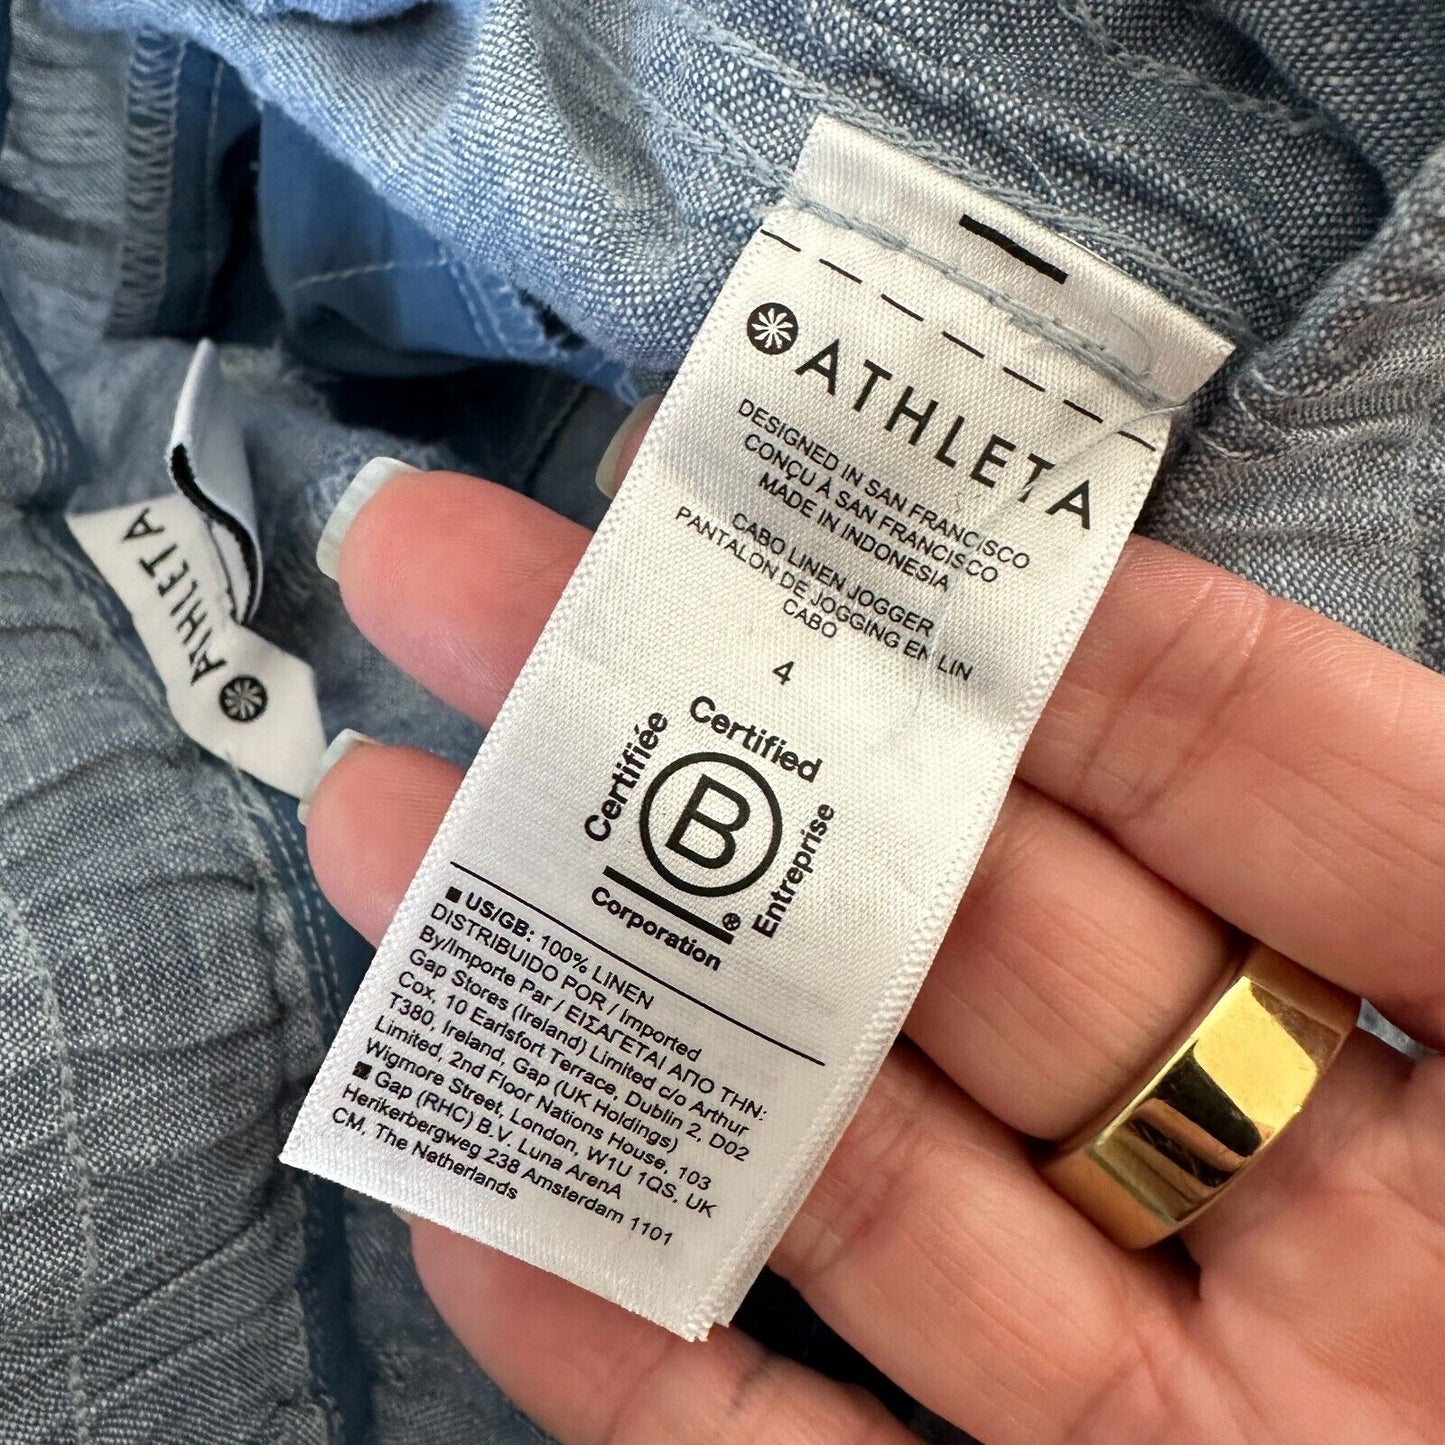 ATHLETA
DESIGNED IN SAN FRANCISCO
CONÇU À SAN FRANCISCO
MADE IN INDONESIA
CABO LINEN JOGGER
PANTALON DE JOGGING EN LIN
CABO
4
Certified
Certifiée
B
®
Entreprise
Corporation
US/GB: 100% LINEN
DISTRIBUIDO POR / Imported
By/Importe Par / ΕΙΣΑΓΕΤΑΙ ΑΠΟ ΤΗΝ:
Gap Stores (Ireland) Limited c/o Arthur
Cox, 10 Earlsfort Terrace, Dublin 2, D02
T380, Ireland, Gap (UK Holdings)
Limited, 2nd Floor Nations House, 103
Wigmore Street, London, W1U 1QS, UK
Gap (RHC) B.V. Luna ArenA
Herikerbergweg 238 Amsterdam 1101
CM, The Netherlands
ATHLETA